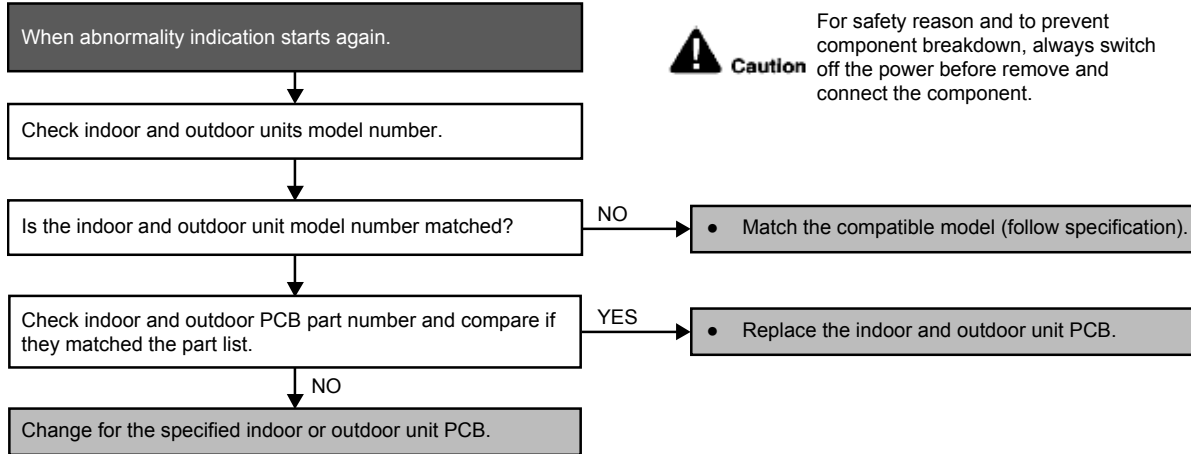 When abnormality indication starts again.
For safety reason and to prevent
component breakdown, always switch
off the power before remove and
connect the component.
Caution
Check indoor and outdoor units model number.
Is the indoor and outdoor unit model number matched?
NO
● Match the compatible model (follow specification).
Check indoor and outdoor PCB part number and compare if
they matched the part list.
YES
● Replace the indoor and outdoor unit PCB.
NO
Change for the specified indoor or outdoor unit PCB.